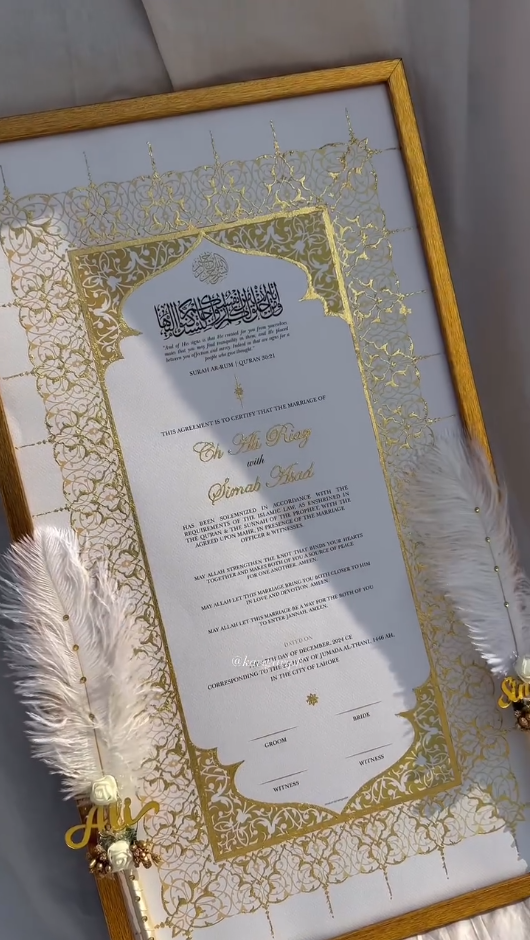 "And of His signs is that He created for you from yourselves
mates that you may find tranquility in them, and He placed
between you affection and mercy. Indeed in that are signs for a
people who give thought."
SURAH AR-RUM | QU'RAN 30:21
THIS AGREEMENT IS TO CERTIFY THAT THE MARRIAGE OF
Ch Ali Riaz
with
Simab Asad
HAS BEEN SOLEMNIZED IN ACCORDANCE WITH THE
REQUIREMENTS OF THE ISLAMIC LAW AS ENSHRINED IN
THE QUR'AN & THE SUNNAH OF THE PROPHET, WITH THE
AGREED UPON MAHR, IN PRESENCE OF THE MARRIAGE
OFFICER & WITNESSES.
MAY ALLAH STRENGTHEN THE KNOT THAT BINDS YOUR HEARTS
TOGETHER AND MAKES BOTH OF YOU A SOURCE OF PEACE
FOR ONE ANOTHER, AMEEN.
MAY ALLAH LET THIS MARRIAGE BRING YOU BOTH CLOSER TO HIM
IN LOVE AND DEVOTION, AMEEN.
MAY ALLAH LET THIS MARRIAGE BE A WAY FOR THE BOTH OF YOU
TO ENTER JANNAH, AMEEN.
DATED ON
DAY OF DECEMBER, 2024 CE
CORRESPONDING TO THE DAY OF JUMADA AL-THANI, 1446 AH,
IN THE CITY OF LAHORE
GROOM
BRIDE
WITNESS
WITNESS
Ali